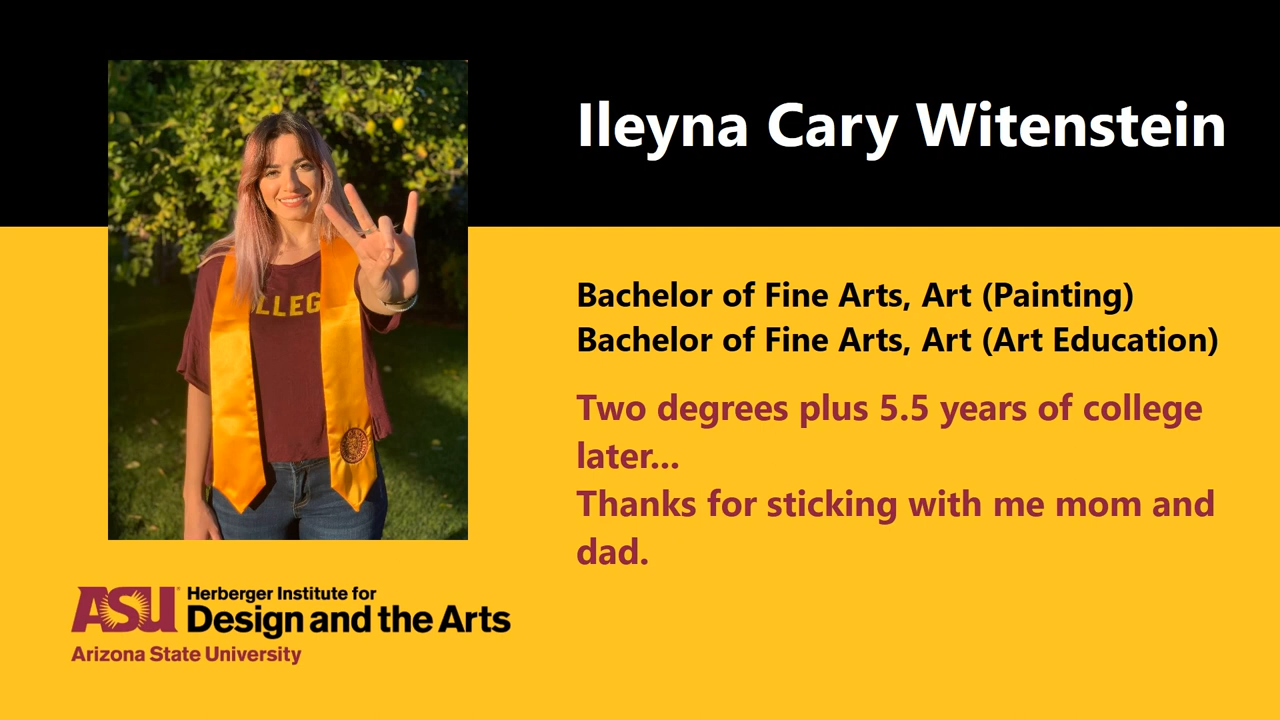 Ileyna Cary Witenstein
Bachelor of Fine Arts, Art (Painting)
Bachelor of Fine Arts, Art (Art Education)
Two degrees plus 5.5 years of college
later...
Thanks for sticking with me mom and
dad.
LLEG
ASU Herberger Institute for
Design and the Arts
Arizona State University